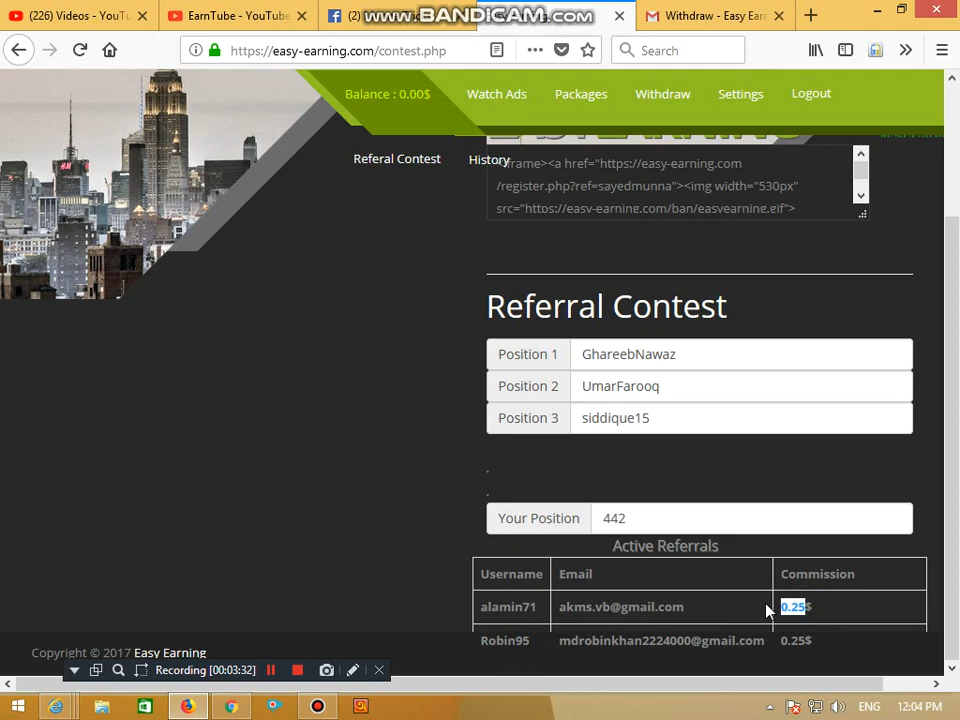 (226) Videos - YouTu
EarnTube - YouTube
(2)
www.BANDICAM.com
Withdraw - Easy Earn
https://easy-earning.com/contest.php
Search
Balance : 0.00$
Watch Ads
Packages
Withdraw
Settings
Logout
Referal Contest
History
frame><a href="https://easy-earning.com
/register.php?ref=sayedmunna"><img width="530px"
src="https://easy-earning.com/ban/easyearning.gif">
Referral Contest
Position 1 GhareebNawaz
Position 2 UmarFarooq
Position 3 siddique15
.
.
Your Position 442
Active Referrals
Username Email Commission
alamin71 akms.vb@gmail.com 0.25$
Robin95 mdrobinkhan2224000@gmail.com 0.25$
Copyright © 2017 Easy Earning
Recording [00:03:32]
ENG 12:04 PM